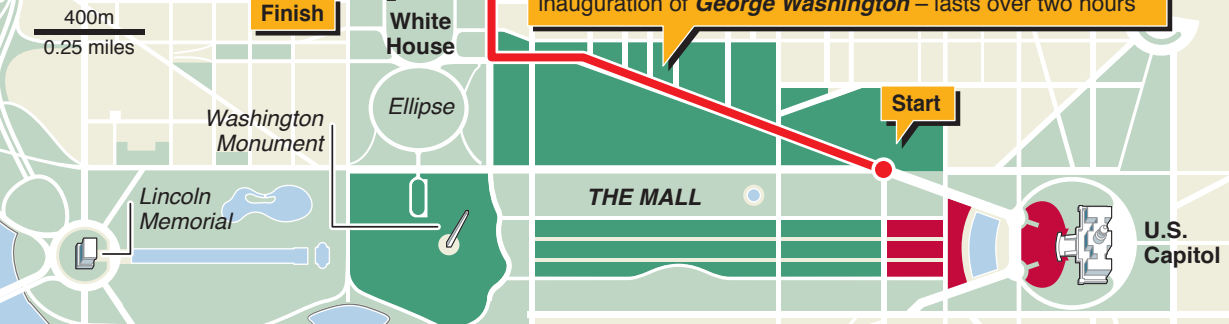 inauguration of George Washington – lasts over two hours
400m
0.25 miles
Finish
White
House
Ellipse
Washington
Monument
Start
Lincoln
Memorial
THE MALL
U.S.
Capitol